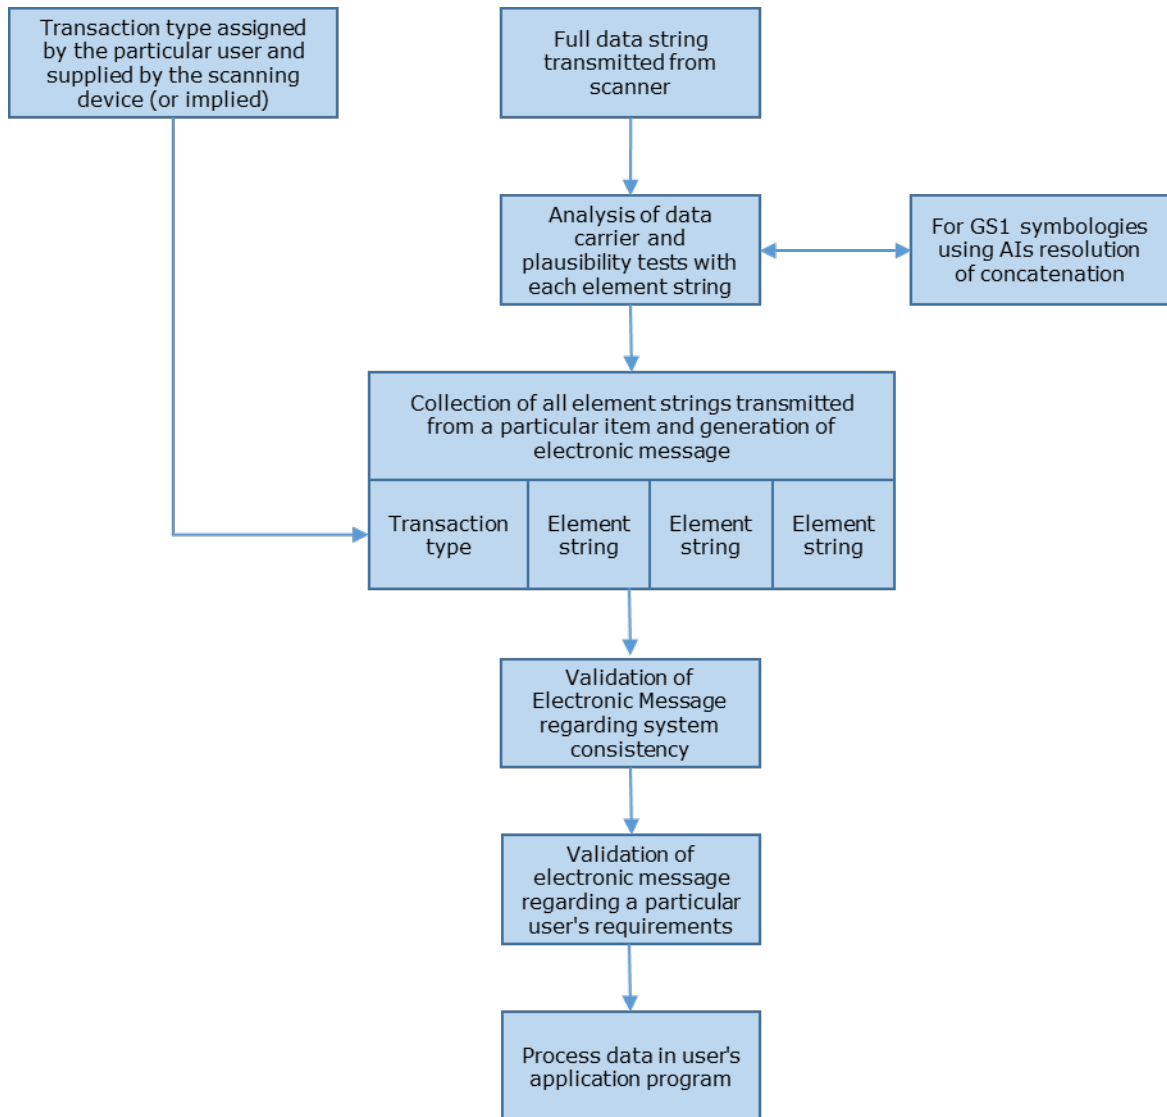 Transaction type assigned
by the particular user and
supplied by the scanning
device (or implied)
Full data string
transmitted from
scanner
Analysis of data
carrier and
plausibility tests with
each element string
For GS1 symbologies
using AIs resolution
of concatenation
Collection of all element strings transmitted
from a particular item and generation of
electronic message
Transaction
type
Element
string
Element
string
Element
string
Validation of
Electronic Message
regarding system
consistency
Validation of
electronic message
regarding a particular
user's requirements
Process data in user's
application program